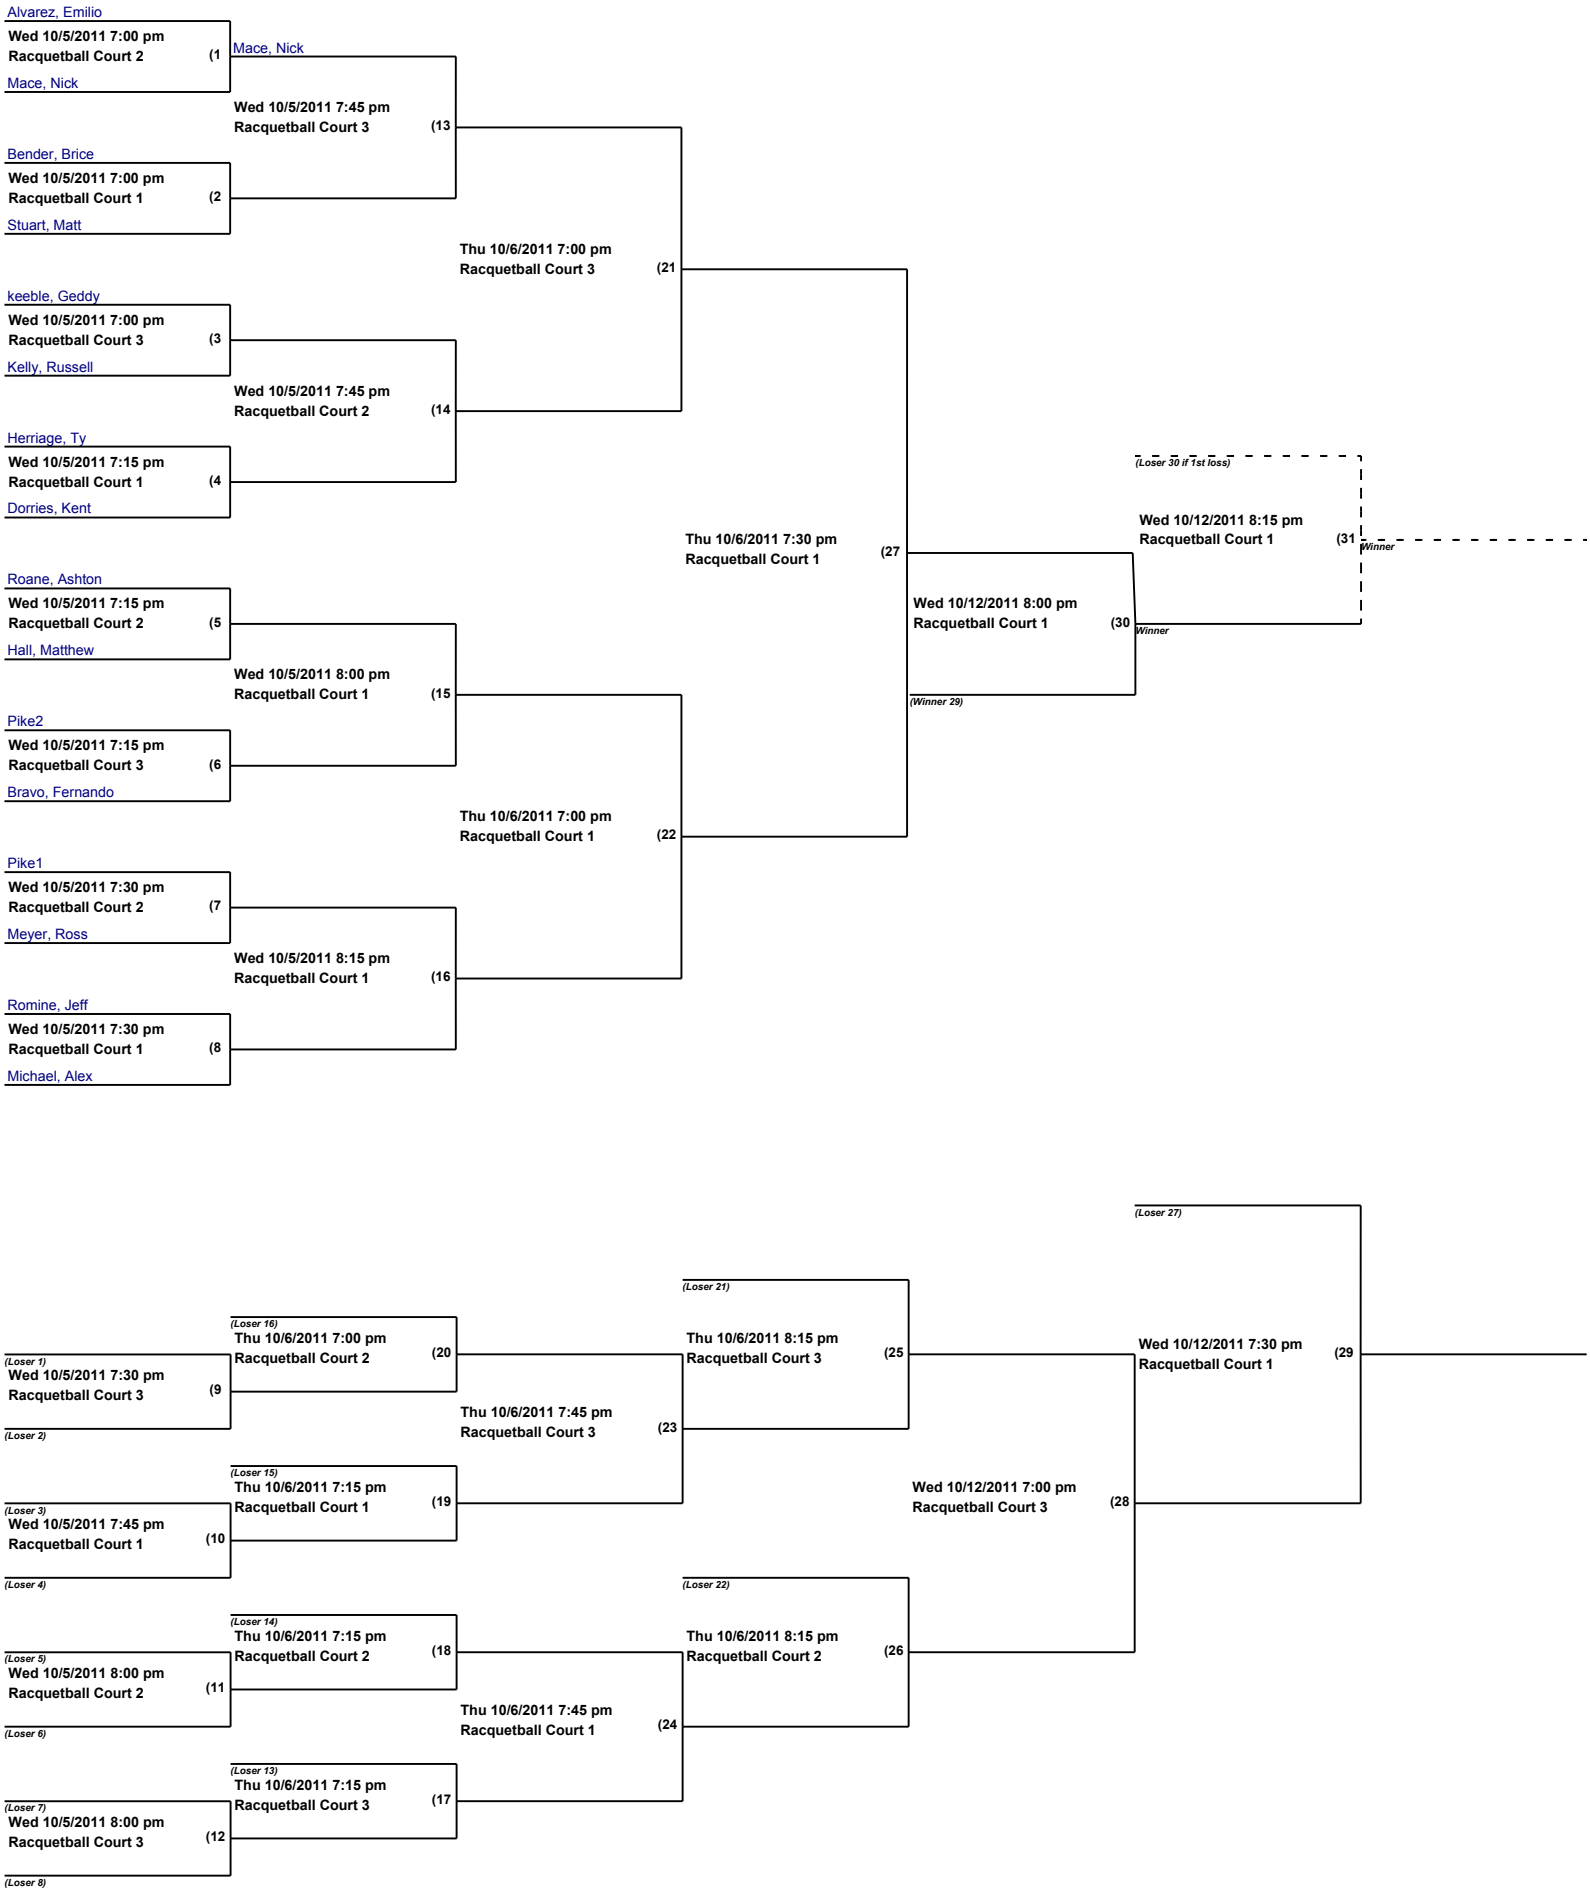 Alvarez, Emilio
Wed 10/5/2011 7:00 pm
Racquetball Court 2 (1
Mace, Nick
Mace, Nick
Wed 10/5/2011 7:45 pm
Racquetball Court 3 (13
Bender, Brice
Wed 10/5/2011 7:00 pm
Racquetball Court 1 (2
Stuart, Matt
Thu 10/6/2011 7:00 pm
Racquetball Court 3 (21
keeble, Geddy
Wed 10/5/2011 7:00 pm
Racquetball Court 3 (3
Kelly, Russell
Wed 10/5/2011 7:45 pm
Racquetball Court 2 (14
Herriage, Ty
Wed 10/5/2011 7:15 pm
Racquetball Court 1 (4
Dorries, Kent
(Loser 30 if 1st loss)
Wed 10/12/2011 8:15 pm
Racquetball Court 1 (31
Winner
Thu 10/6/2011 7:30 pm
Racquetball Court 1 (27
Roane, Ashton
Wed 10/5/2011 7:15 pm
Racquetball Court 2 (5
Hall, Matthew
Wed 10/12/2011 8:00 pm
Racquetball Court 1 (30
Winner
Wed 10/5/2011 8:00 pm
Racquetball Court 1 (15
(Winner 29)
Pike2
Wed 10/5/2011 7:15 pm
Racquetball Court 3 (6
Bravo, Fernando
Thu 10/6/2011 7:00 pm
Racquetball Court 1 (22
Pike1
Wed 10/5/2011 7:30 pm
Racquetball Court 2 (7
Meyer, Ross
Wed 10/5/2011 8:15 pm
Racquetball Court 1 (16
Romine, Jeff
Wed 10/5/2011 7:30 pm
Racquetball Court 1 (8
Michael, Alex
(Loser 27)
(Loser 21)
(Loser 16)
Thu 10/6/2011 7:00 pm
Racquetball Court 2 (20
Thu 10/6/2011 8:15 pm
Racquetball Court 3 (25
Wed 10/12/2011 7:30 pm
Racquetball Court 1 (29
(Loser 1)
Wed 10/5/2011 7:30 pm
Racquetball Court 3 (9
(Loser 2)
Thu 10/6/2011 7:45 pm
Racquetball Court 3 (23
(Loser 15)
Thu 10/6/2011 7:15 pm
Racquetball Court 1 (19
Wed 10/12/2011 7:00 pm
Racquetball Court 3 (28
(Loser 3)
Wed 10/5/2011 7:45 pm
Racquetball Court 1 (10
(Loser 4)
(Loser 22)
(Loser 14)
Thu 10/6/2011 7:15 pm
Racquetball Court 2 (18
Thu 10/6/2011 8:15 pm
Racquetball Court 2 (26
(Loser 5)
Wed 10/5/2011 8:00 pm
Racquetball Court 2 (11
(Loser 6)
Thu 10/6/2011 7:45 pm
Racquetball Court 1 (24
(Loser 13)
Thu 10/6/2011 7:15 pm
Racquetball Court 3 (17
(Loser 7)
Wed 10/5/2011 8:00 pm
Racquetball Court 3 (12
(Loser 8)